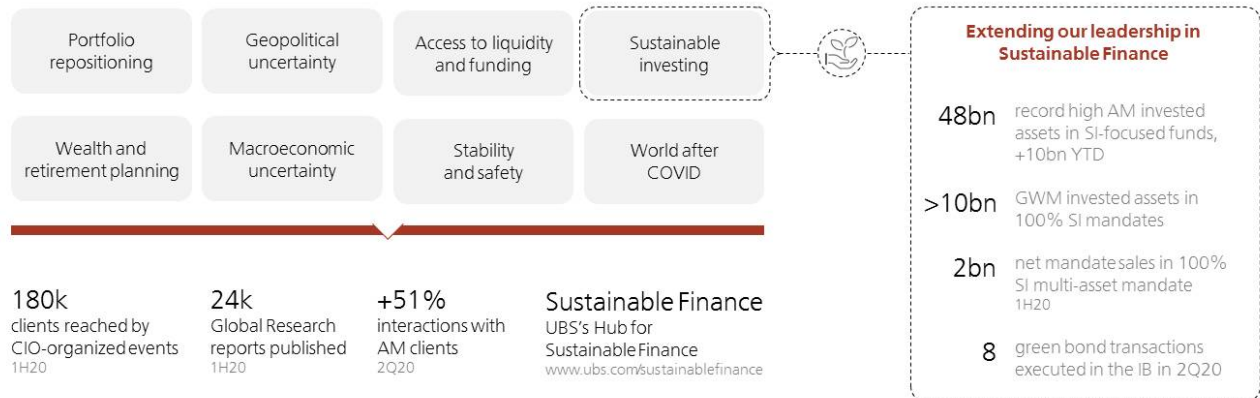 Portfolio
repositioning
Geopolitical
uncertainty
Access to liquidity
and funding
Sustainable
investing
Wealth and
retirement planning
Macroeconomic
uncertainty
Stability
and safety
World after
COVID
180k
clients reached by
CIO-organized events
1H20
24k
Global Research
reports published
1H20
+51%
interactions with
AM clients
2Q20
Sustainable Finance
UBS's Hub for
Sustainable Finance
www.ubs.com/sustainablefinance
Extending our leadership in
Sustainable Finance
48bn
record high AM invested
assets in SI-focused funds,
+10bn YTD
>10bn
GWM invested assets in
100% SI mandates
2bn
net mandate sales in 100%
SI multi-asset mandate
1H20
8
green bond transactions
executed in the IB in 2Q20